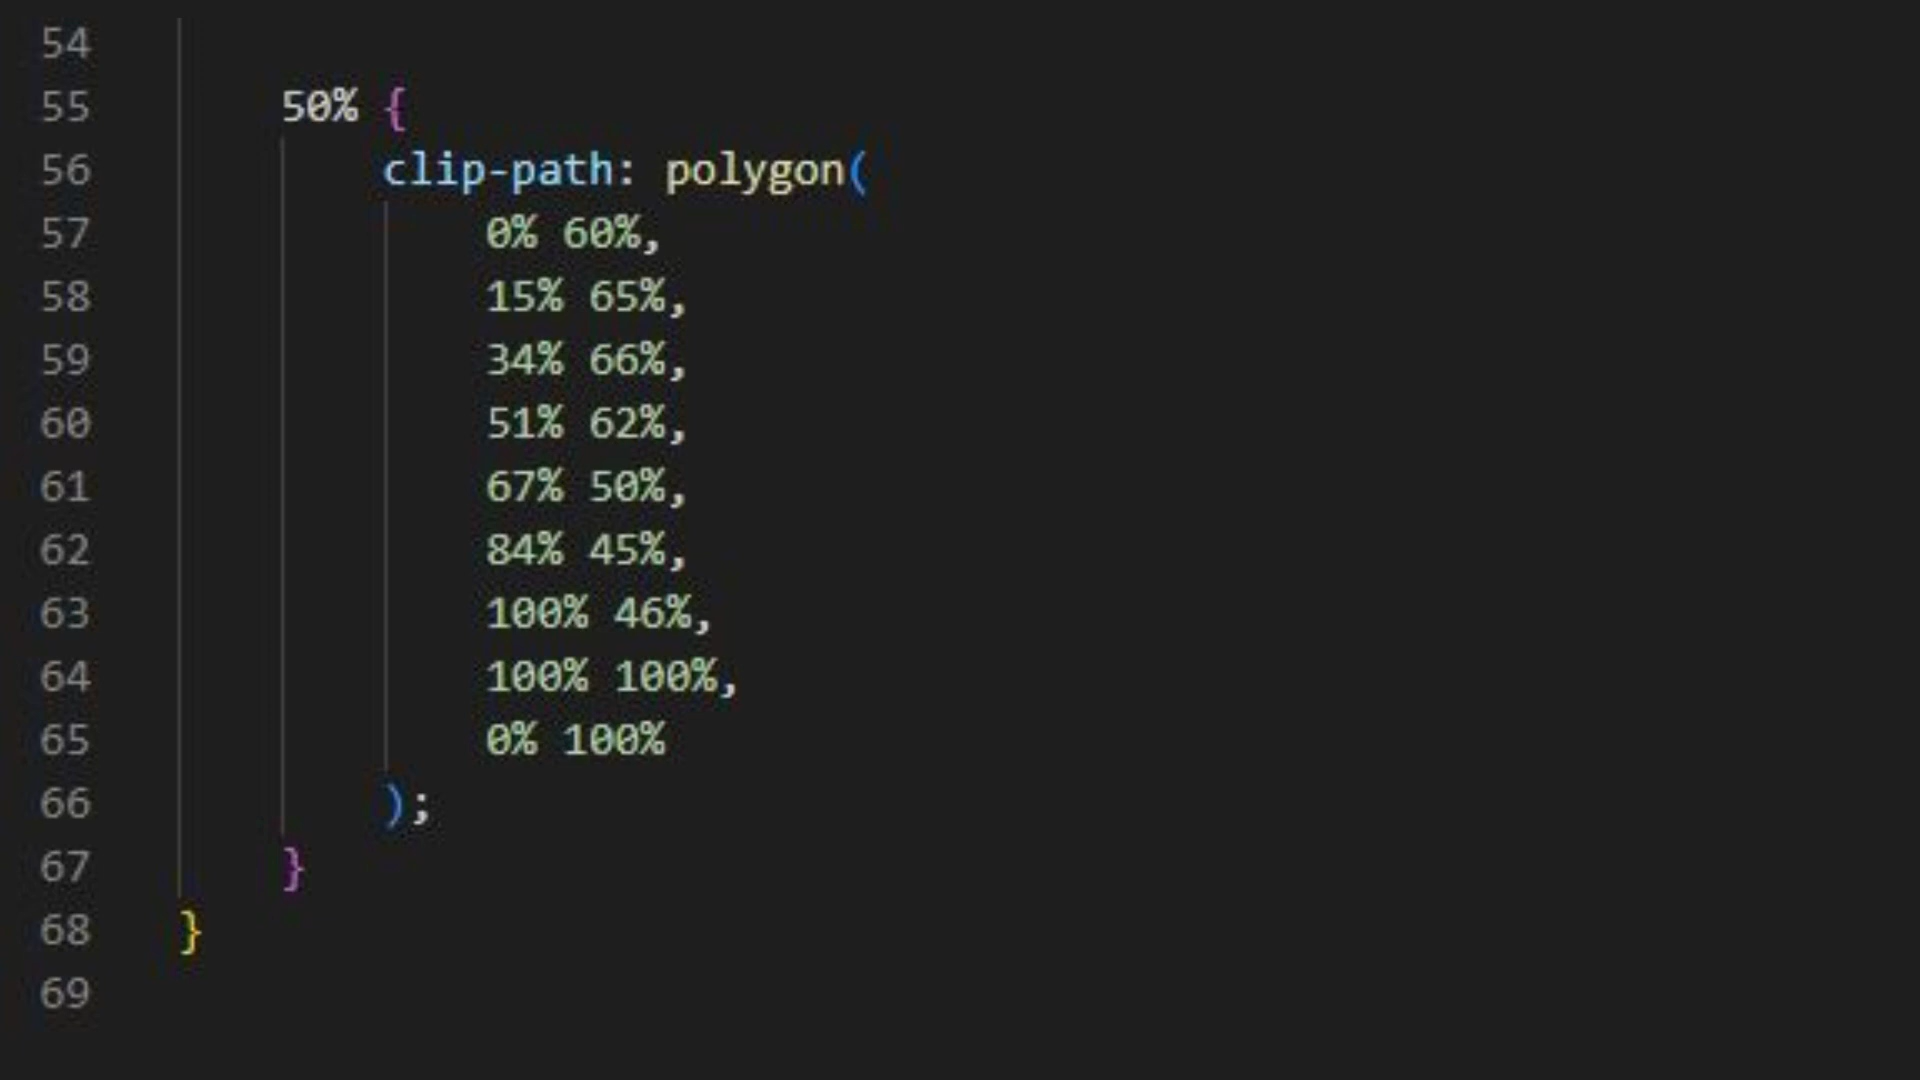 54
55 50% {
56 clip-path: polygon(
57 0% 60%,
58 15% 65%,
59 34% 66%,
60 51% 62%,
61 67% 50%,
62 84% 45%,
63 100% 46%,
64 100% 100%,
65 0% 100%
66 );
67 }
68 }
69